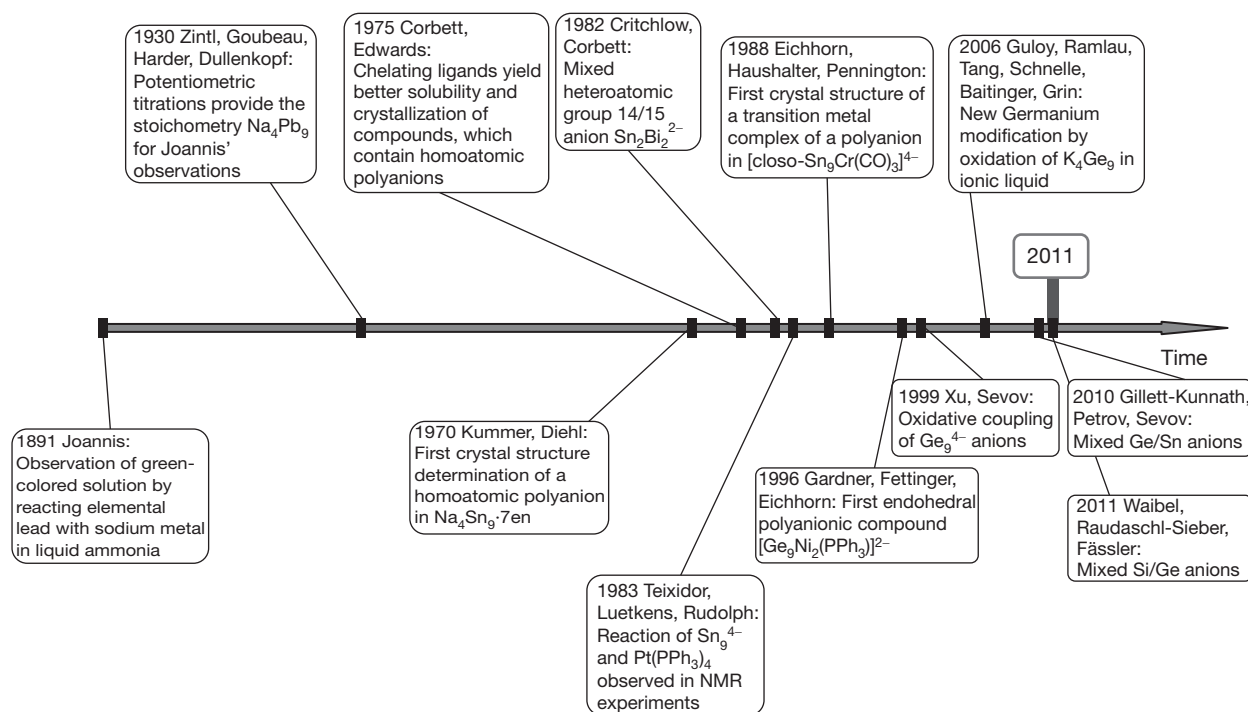 1930 Zintl, Goubeau,
Harder, Dullenkopf:
Potentiometric
titrations provide the
stoichometry Na₄Pb₉
for Joannis’
observations
1975 Corbett,
Edwards:
Chelating ligands yield
better solubility and
crystallization of
compounds, which
contain homoatomic
polyanions
1982 Critchlow,
Corbett:
Mixed
heteroatomic
group 14/15
anion Sn₂Bi₂²⁻
1988 Eichhorn,
Haushalter, Pennington:
First crystal structure of
a transition metal
complex of a polyanion
in [closo-Sn₉Cr(CO)₃]⁴⁻
2006 Guloy, Ramlau,
Tang, Schnelle,
Baitinger, Grin:
New Germanium
modification by
oxidation of K₄Ge₉ in
ionic liquid
2011
Time
1891 Joannis:
Observation of green-
colored solution by
reacting elemental
lead with sodium metal
in liquid ammonia
1970 Kummer, Diehl:
First crystal structure
determination of a
homoatomic polyanion
in Na₄Sn₉·7en
1983 Teixidor,
Luetkens, Rudolph:
Reaction of Sn₉⁴⁻
and Pt(PPh₃)₄
observed in NMR
experiments
1996 Gardner, Fettinger,
Eichhorn: First endohedral
polyanionic compound
[Ge₉Ni₂(PPh₃)]²⁻
1999 Xu, Sevov:
Oxidative coupling
of Ge₉⁴⁻ anions
2010 Gillett-Kunnath,
Petrov, Sevov:
Mixed Ge/Sn anions
2011 Waibel,
Raudaschl-Sieber,
Fässler:
Mixed Si/Ge anions